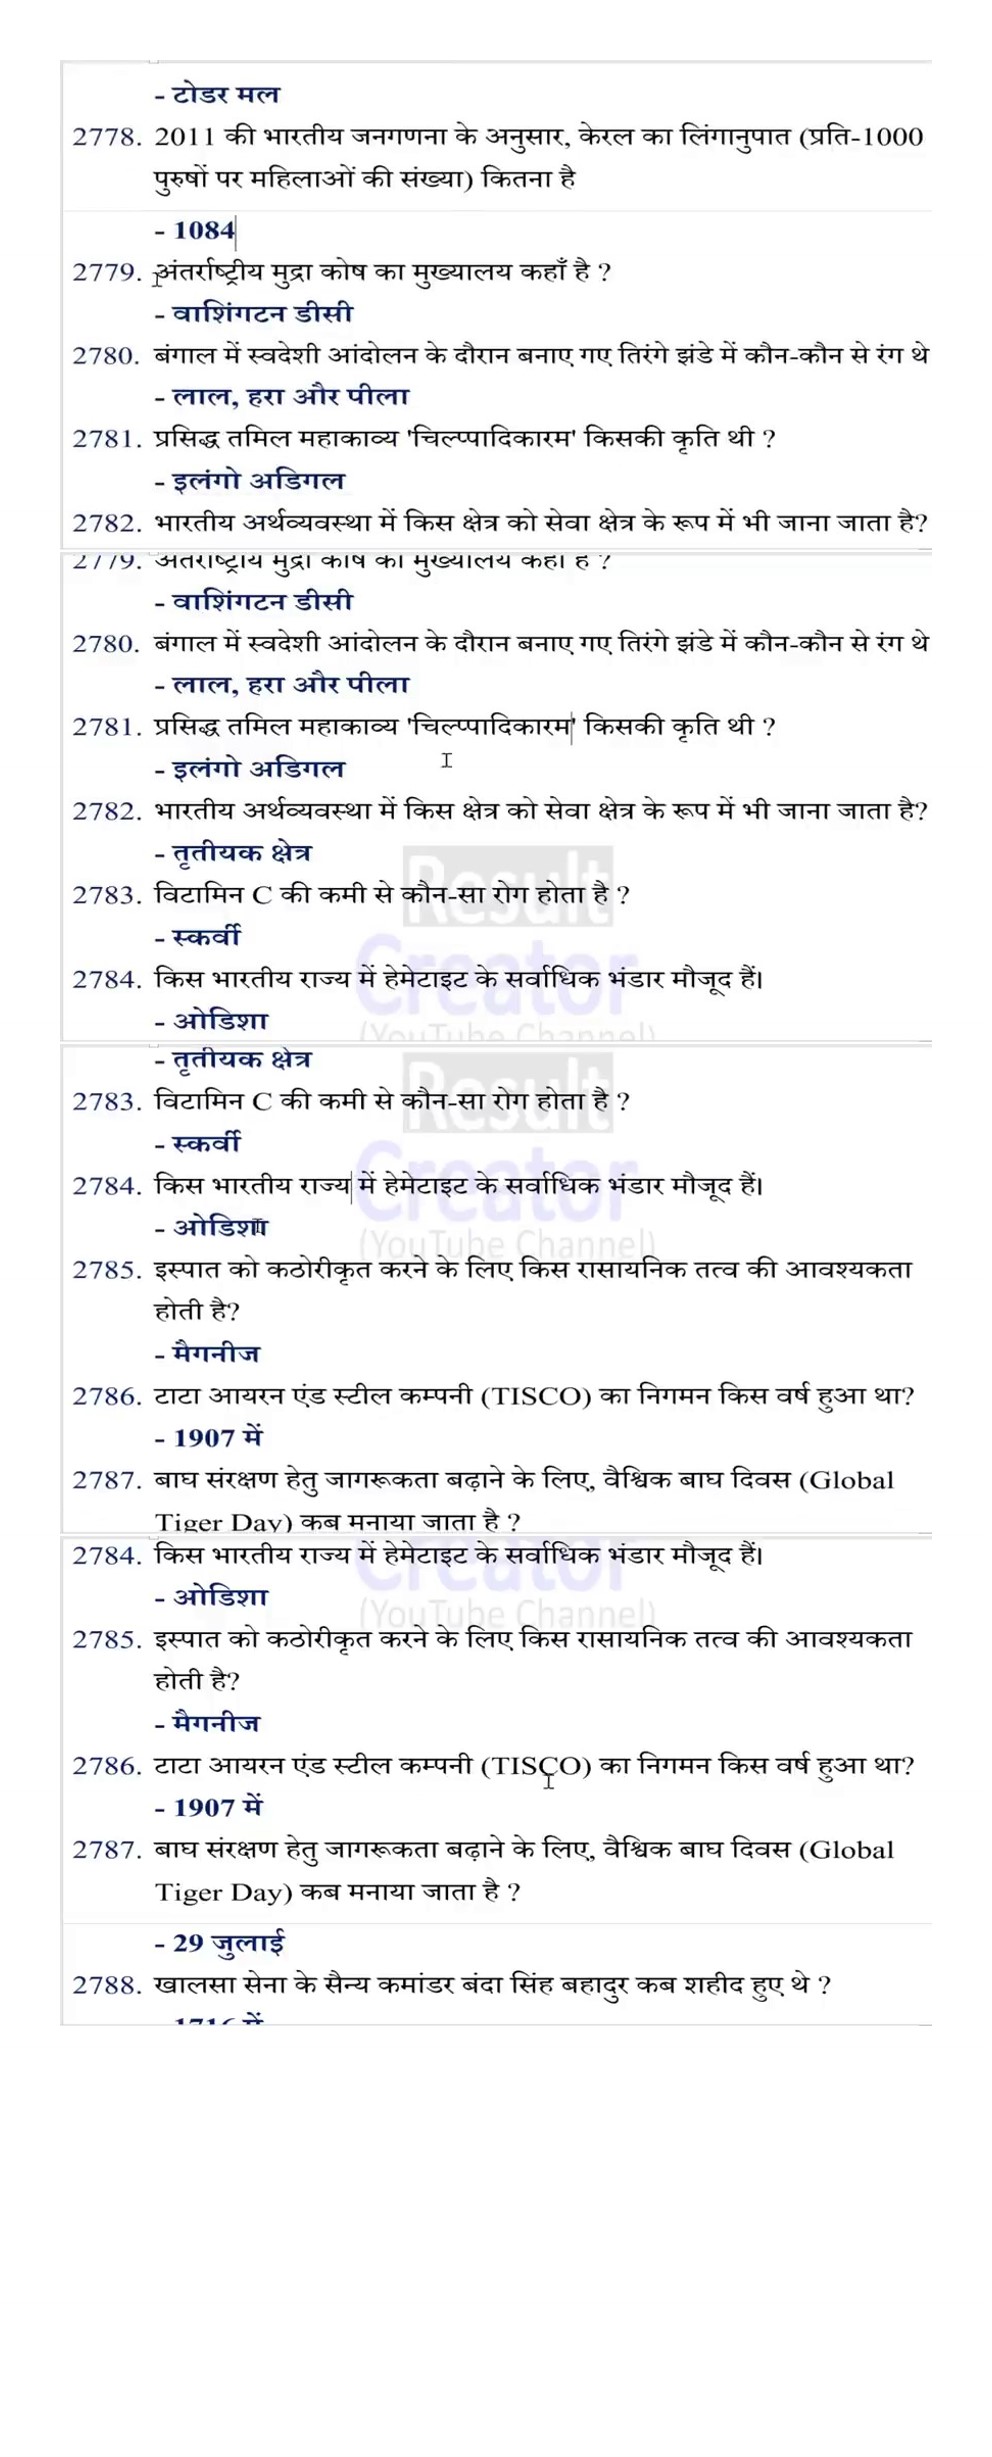 - टोडर मल
2778. 2011 की भारतीय जनगणना के अनुसार, केरल का लिंगानुपात (प्रति-1000
पुरुषों पर महिलाओं की संख्या) कितना है
- 1084
2779. अंतर्राष्ट्रीय मुद्रा कोष का मुख्यालय कहाँ है ?
- वाशिंगटन डीसी
2780. बंगाल में स्वदेशी आंदोलन के दौरान बनाए गए तिरंगे झंडे में कौन-कौन से रंग थे
- लाल, हरा और पीला
2781. प्रसिद्ध तमिल महाकाव्य 'चिल्प्पादिकारम' किसकी कृति थी ?
- इलंगो अडिगल
2782. भारतीय अर्थव्यवस्था में किस क्षेत्र को सेवा क्षेत्र के रूप में भी जाना जाता है?
2779. अंतर्राष्ट्रीय मुद्रा कोष का मुख्यालय कहाँ है ?
- वाशिंगटन डीसी
2780. बंगाल में स्वदेशी आंदोलन के दौरान बनाए गए तिरंगे झंडे में कौन-कौन से रंग थे
- लाल, हरा और पीला
2781. प्रसिद्ध तमिल महाकाव्य 'चिल्प्पादिकारम' किसकी कृति थी ?
- इलंगो अडिगल
2782. भारतीय अर्थव्यवस्था में किस क्षेत्र को सेवा क्षेत्र के रूप में भी जाना जाता है?
- तृतीयक क्षेत्र
Result
2783. विटामिन C की कमी से कौन-सा रोग होता है ?
- स्कर्वी
Creator
2784. किस भारतीय राज्य में हेमेटाइट के सर्वाधिक भंडार मौजूद हैं।
- ओडिशा
(YouTube Channel)
- तृतीयक क्षेत्र
Result
2783. विटामिन C की कमी से कौन-सा रोग होता है ?
- स्कर्वी
Creator
2784. किस भारतीय राज्य में हेमेटाइट के सर्वाधिक भंडार मौजूद हैं।
- ओडिशा
(YouTube Channel)
2785. इस्पात को कठोरीकृत करने के लिए किस रासायनिक तत्व की आवश्यकता
होती है?
- मैगनीज
2786. टाटा आयरन एंड स्टील कम्पनी (TISCO) का निगमन किस वर्ष हुआ था?
- 1907 में
2787. बाघ संरक्षण हेतु जागरूकता बढ़ाने के लिए, वैश्विक बाघ दिवस (Global
Tiger Day) कब मनाया जाता है ?
Creator
2784. किस भारतीय राज्य में हेमेटाइट के सर्वाधिक भंडार मौजूद हैं।
- ओडिशा
(YouTube Channel)
2785. इस्पात को कठोरीकृत करने के लिए किस रासायनिक तत्व की आवश्यकता
होती है?
- मैगनीज
2786. टाटा आयरन एंड स्टील कम्पनी (TISCO) का निगमन किस वर्ष हुआ था?
- 1907 में
2787. बाघ संरक्षण हेतु जागरूकता बढ़ाने के लिए, वैश्विक बाघ दिवस (Global
Tiger Day) कब मनाया जाता है ?
- 29 जुलाई
2788. खालसा सेना के सैन्य कमांडर बंदा सिंह बहादुर कब शहीद हुए थे ?
- 1716 में